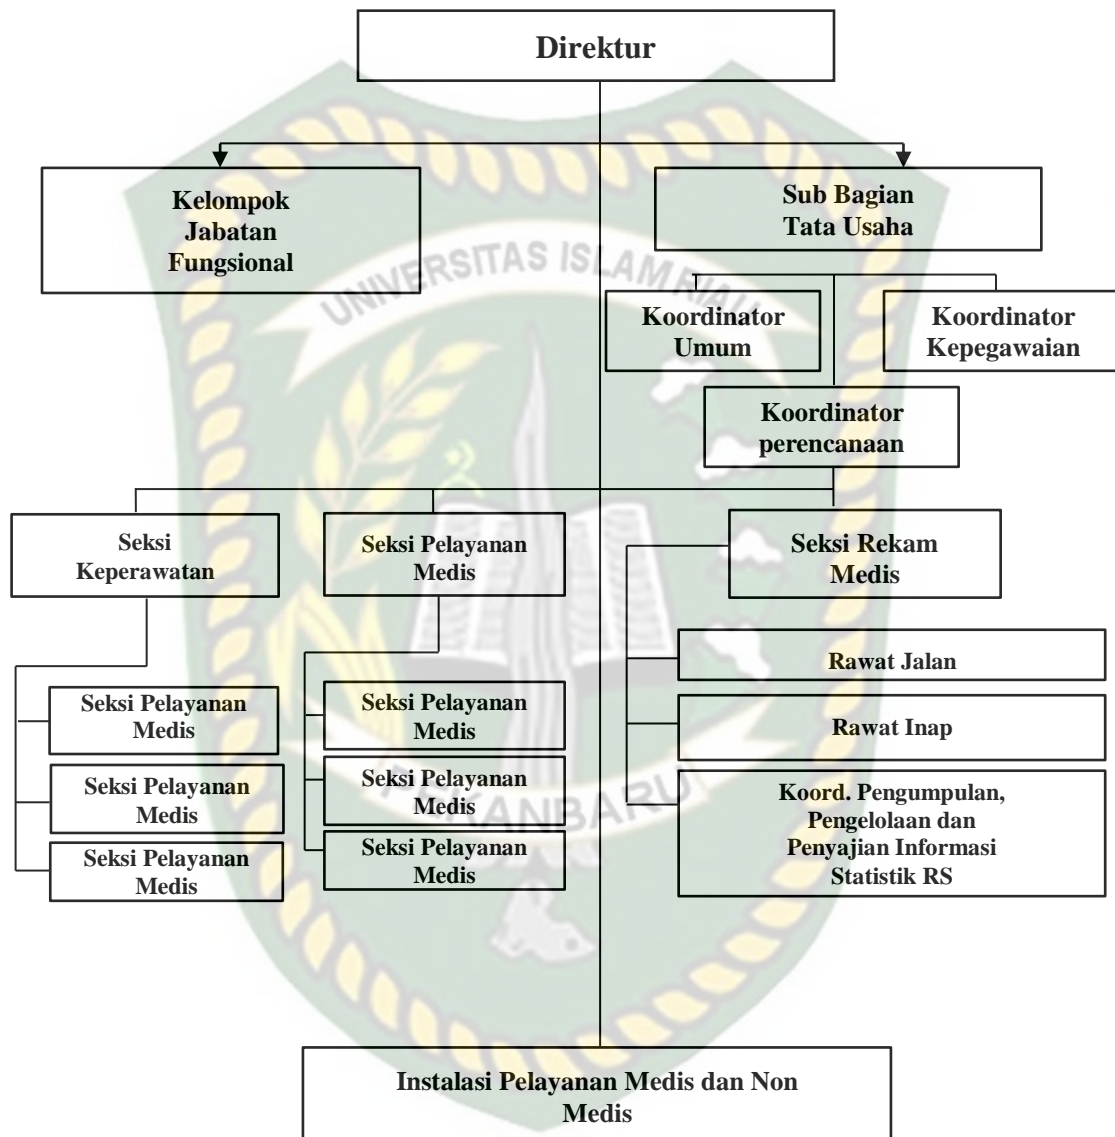 Direktur
Kelompok
Jabatan
Fungsional
Sub Bagian
Tata Usaha
UNIVERSITAS ISLAM RIAU
Koordinator
Umum
Koordinator
Kepegawaian
Koordinator
perencanaan
Seksi
Keperawatan
Seksi Pelayanan
Medis
Seksi Rekam
Medis
Seksi Pelayanan
Medis
Seksi Pelayanan
Medis
Seksi Pelayanan
Medis
Seksi Pelayanan
Medis
Seksi Pelayanan
Medis
Seksi Pelayanan
Medis
Rawat Jalan
Rawat Inap
Koord. Pengumpulan,
Pengelolaan dan
Penyajian Informasi
Statistik RS
PEKANBARU
Instalasi Pelayanan Medis dan Non
Medis